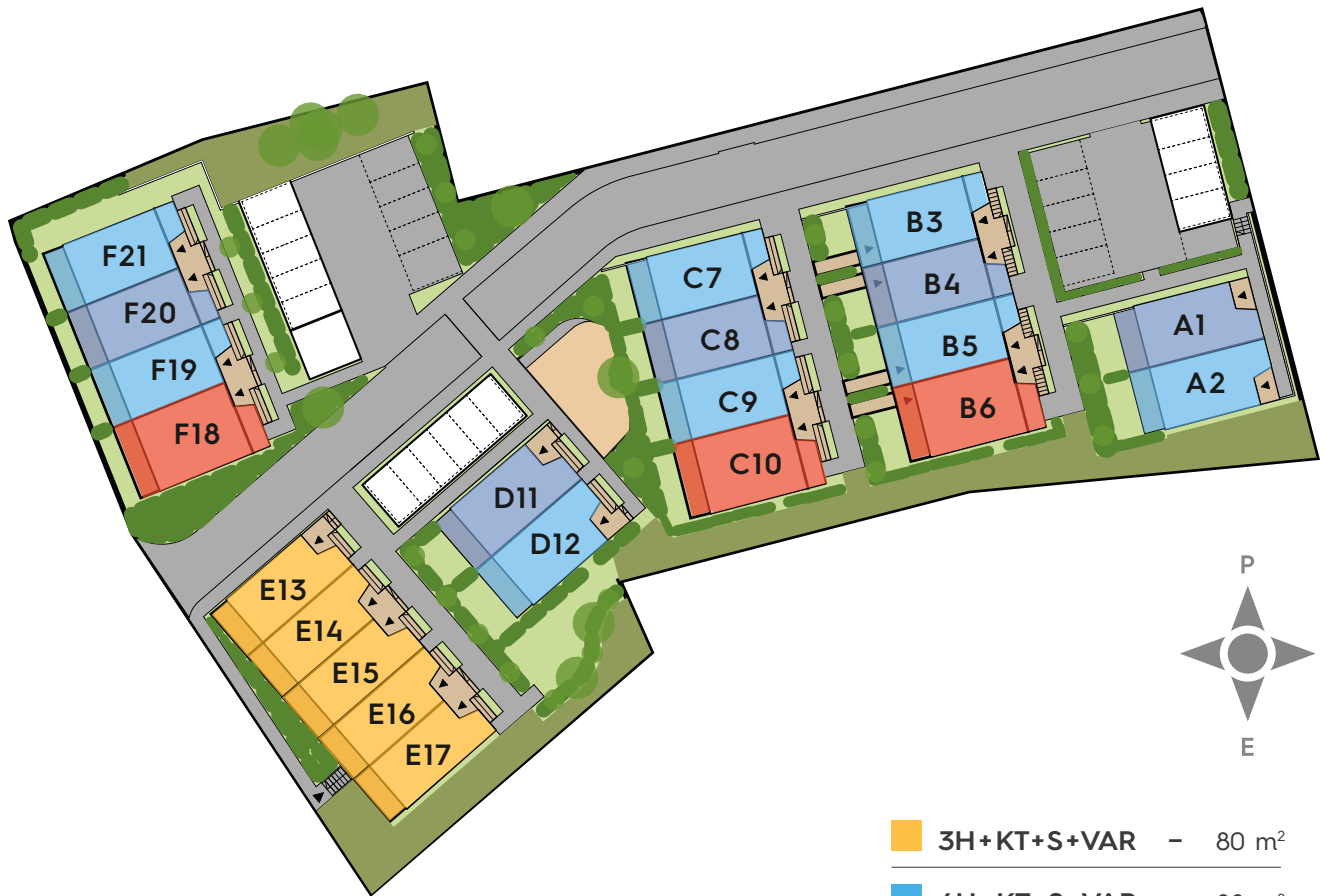 B3
F21
B4
C7
F20
A1
C8
B5
F19
A2
C9
B6
F18
C10
D11
D12
P
E13
E14
E15
E16
E17
E
3H+KT+S+VAR – 80 m²